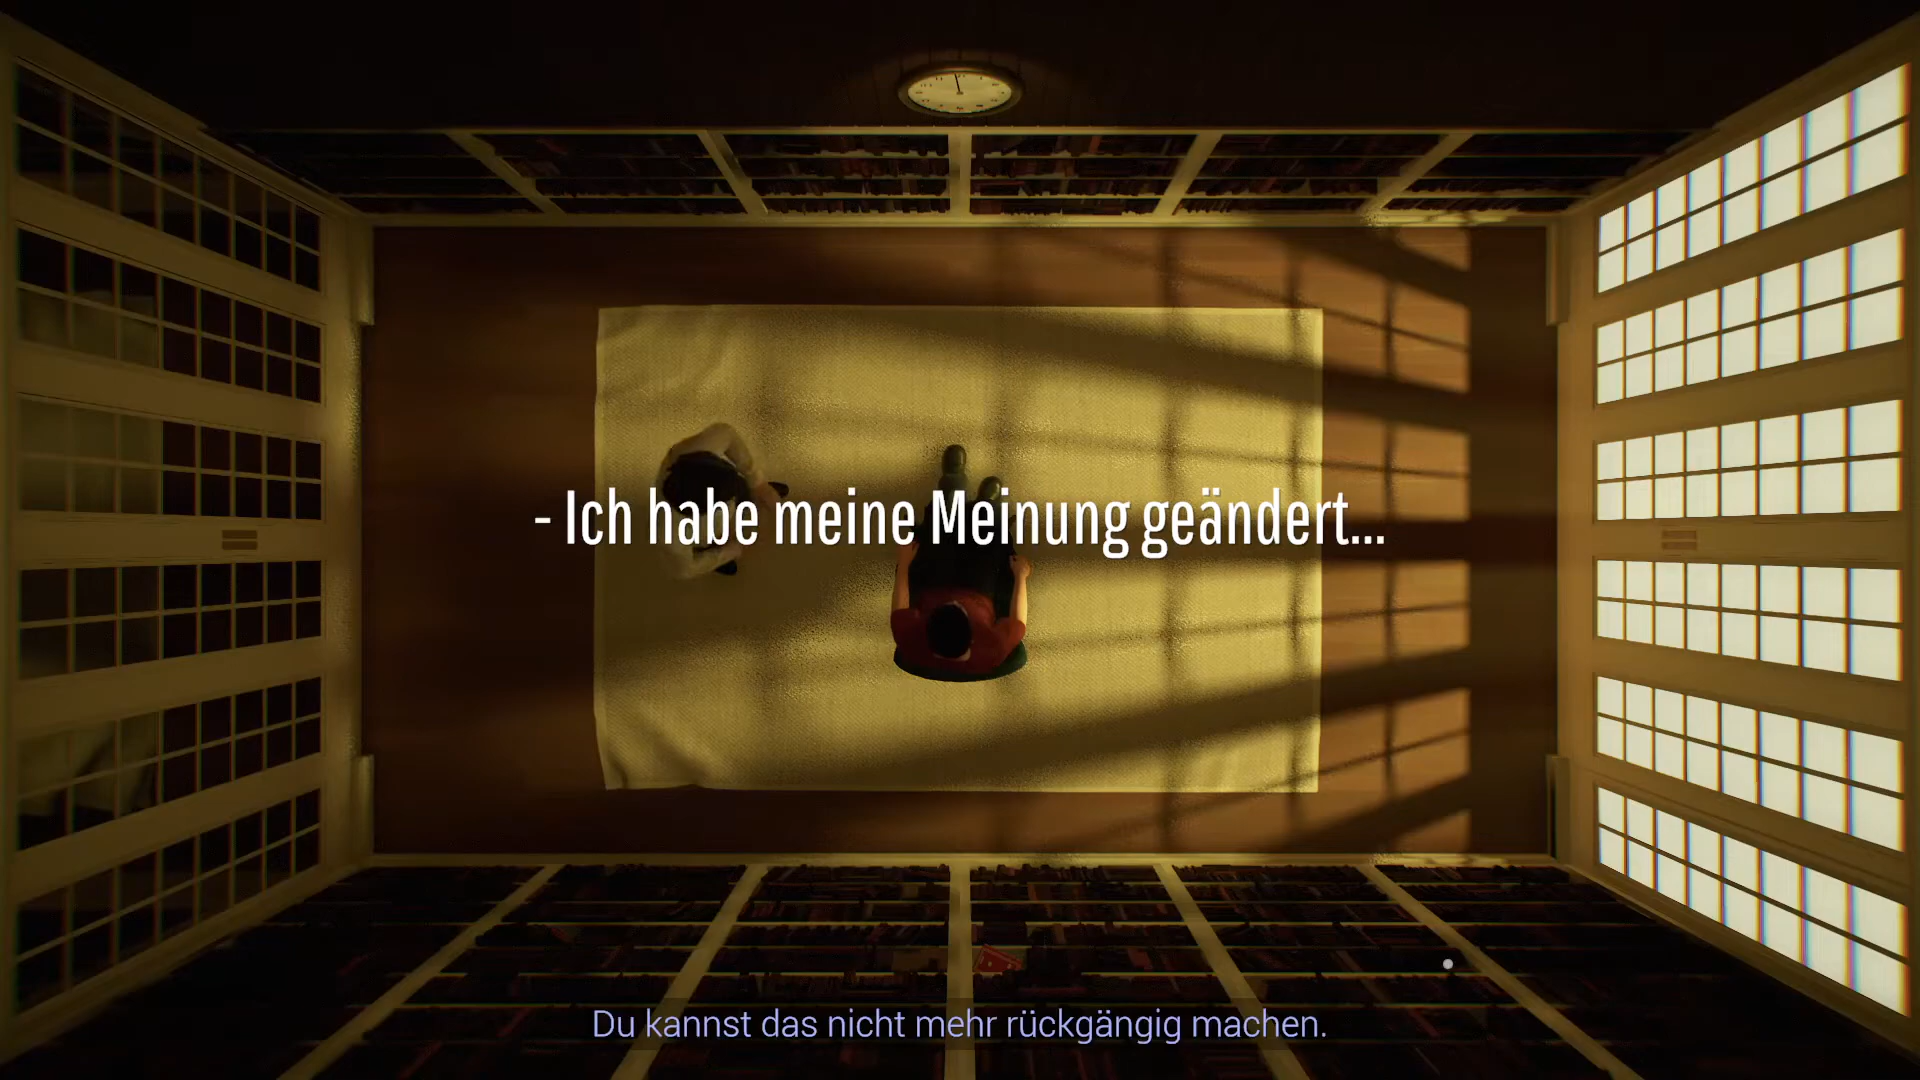 - Ich habe meine Meinung geändert...
Du kannst das nicht mehr rückgängig machen.